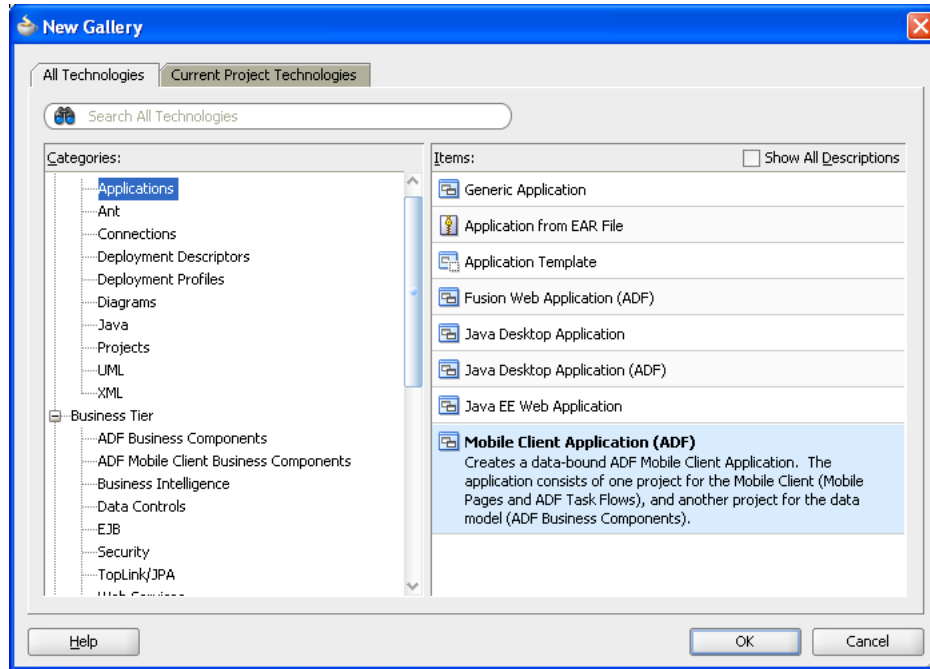 New Gallery
All Technologies
Current Project Technologies
Search All Technologies
Categories:
Applications
Ant
Connections
Deployment Descriptors
Deployment Profiles
Diagrams
Java
Projects
UML
XML
Business Tier
ADF Business Components
ADF Mobile Client Business Components
Business Intelligence
Data Controls
EJB
Security
TopLink/JPA
Items:
Show All Descriptions
Generic Application
Application from EAR File
Application Template
Fusion Web Application (ADF)
Java Desktop Application
Java Desktop Application (ADF)
Java EE Web Application
Mobile Client Application (ADF)
Creates a data-bound ADF Mobile Client Application. The
application consists of one project for the Mobile Client (Mobile
Pages and ADF Task Flows), and another project for the data
model (ADF Business Components).
Help
OK
Cancel